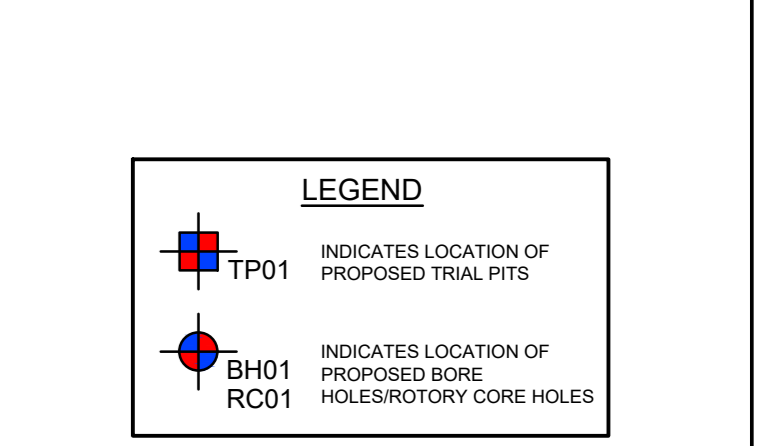 LEGEND
TP01
INDICATES LOCATION OF
PROPOSED TRIAL PITS
BH01
RC01
INDICATES LOCATION OF
PROPOSED BORE
HOLES/ROTORY CORE HOLES